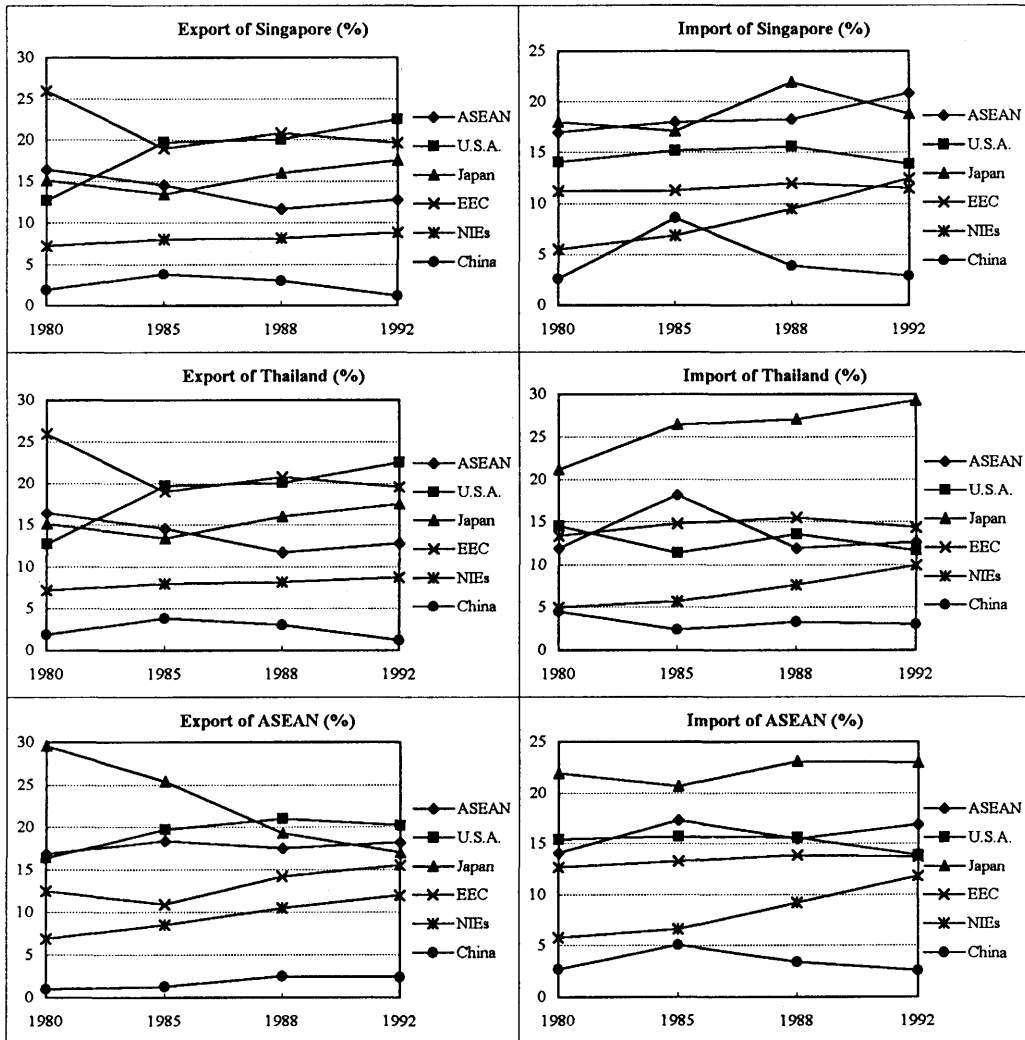 Export of Singapore (%)
30
25
20
15
10
5
0
1980 1985 1988 1992
ASEAN
U.S.A.
Japan
EEC
NIEs
China
Import of Singapore (%)
25
20
15
10
5
0
1980 1985 1988 1992
ASEAN
U.S.A.
Japan
EEC
NIEs
China
Export of Thailand (%)
30
25
20
15
10
5
0
1980 1985 1988 1992
ASEAN
U.S.A.
Japan
EEC
NIEs
China
Import of Thailand (%)
30
25
20
15
10
5
0
1980 1985 1988 1992
ASEAN
U.S.A.
Japan
EEC
NIEs
China
Export of ASEAN (%)
30
25
20
15
10
5
0
1980 1985 1988 1992
ASEAN
U.S.A.
Japan
EEC
NIEs
China
Import of ASEAN (%)
25
20
15
10
5
0
1980 1985 1988 1992
ASEAN
U.S.A.
Japan
EEC
NIEs
China